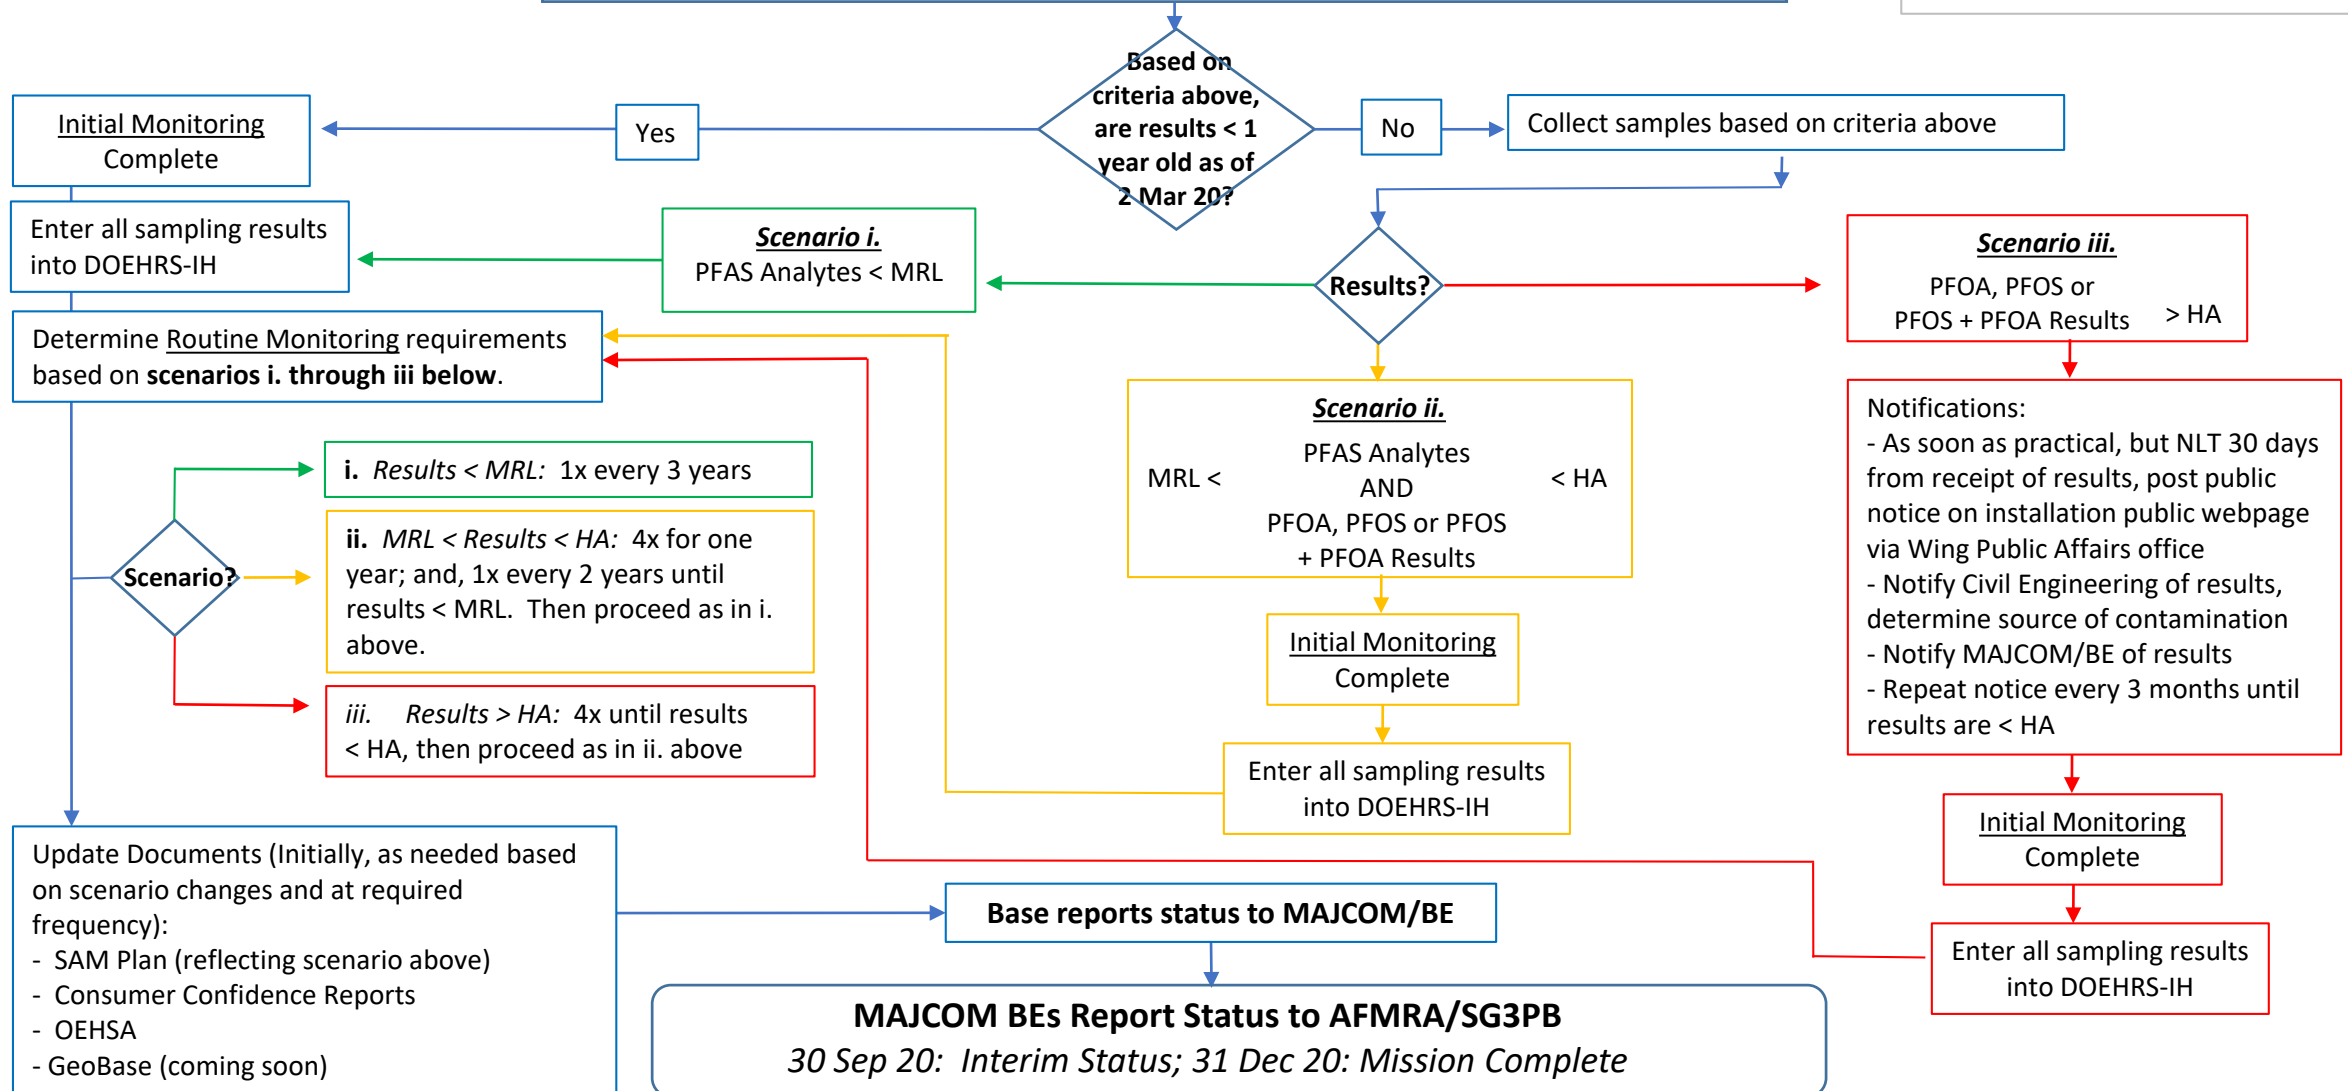 Based on
criteria above,
are results < 1
year old as of
2 Mar 20?
Yes
No
Initial Monitoring
Complete
Collect samples based on criteria above
Enter all sampling results
into DOEHRS-IH
Scenario i.
PFAS Analytes < MRL
Results?
Scenario iii.
PFOA, PFOS or
PFOS + PFOA Results > HA
Determine Routine Monitoring requirements
based on scenarios i. through iii below.
Scenario ii.
PFAS Analytes
MRL < AND < HA
PFOA, PFOS or PFOS
+ PFOA Results
Notifications:
- As soon as practical, but NLT 30 days
from receipt of results, post public
notice on installation public webpage
via Wing Public Affairs office
- Notify Civil Engineering of results,
determine source of contamination
- Notify MAJCOM/BE of results
- Repeat notice every 3 months until
results are < HA
Scenario?
i. Results < MRL: 1x every 3 years
ii. MRL < Results < HA: 4x for one
year; and, 1x every 2 years until
results < MRL. Then proceed as in i.
above.
iii. Results > HA: 4x until results
< HA, then proceed as in ii. above
Initial Monitoring
Complete
Enter all sampling results
into DOEHRS-IH
Initial Monitoring
Complete
Enter all sampling results
into DOEHRS-IH
Update Documents (Initially, as needed based
on scenario changes and at required
frequency):
- SAM Plan (reflecting scenario above)
- Consumer Confidence Reports
- OEHSA
- GeoBase (coming soon)
Base reports status to MAJCOM/BE
MAJCOM BEs Report Status to AFMRA/SG3PB
30 Sep 20: Interim Status; 31 Dec 20: Mission Complete